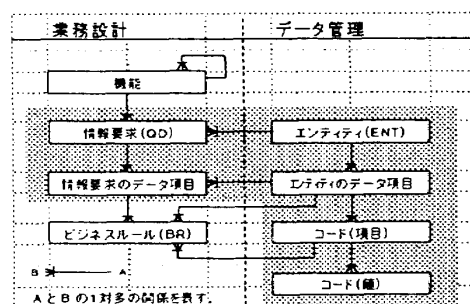 業務設計 データ管理
機能
情報要求(QD) エンティティ(ENT)
情報要求のデータ項目 エンティティのデータ項目
ビジネスルール(BR) コード(項目)
コード(値)
B A
AとBの1対多の関係を表す.